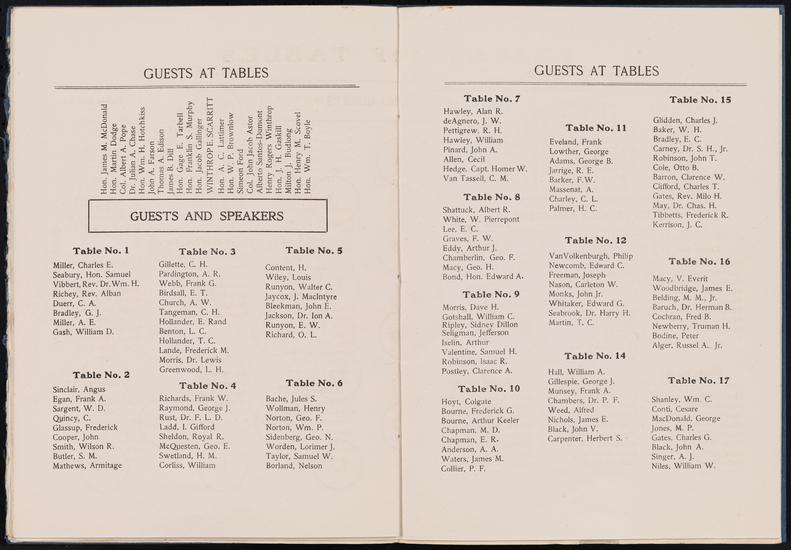 GUESTS AT TABLES
Hon. James M. McDonald
Hon. Martin Dodge
Col. Albert A. Pope
Dr. Julian A. Chase
Hon. Wm. H. Hotchkiss
John A. Farson
Thomas A. Edison
James B. Dill
Hon. Gage E. Tarbell
Hon. Franklin S. Murphy
Hon. Jacob Gallinger
WINTHROP E. SCARRITT
Hon. A. C. Lattimer
Hon. W. P. Brownlow
Simeon Ford
Col. John Jacob Astor
Alberto Santos-Dumont
Henry Rogers Winthrop
Hon. J. H. Gaskill
Milton J. Budlong
Hon. Henry M. Scovel
Hon. Wm. T. Boyle
GUESTS AND SPEAKERS
Table No. 1
Miller, Charles E.
Seabury, Hon. Samuel
Vibbert, Rev. Dr. Wm. H.
Richey, Rev. Alban
Duerr, C. A.
Bradley, G. J.
Miller, A. E.
Gash, William D.
Table No. 2
Sinclair, Angus
Egan, Frank A.
Sargent, W. D.
Quincy, C.
Glassup, Frederick
Cooper, John
Smith, Wilson R.
Butler, S. M.
Mathews, Armitage
Table No. 3
Gillette, C. H.
Pardington, A. R.
Webb, Frank G.
Birdsall, E. T.
Church, A. W.
Tangeman, C. H.
Hollander, E. Rand
Benton, L. C.
Hollander, T. C.
Lande, Frederick M.
Morris, Dr. Lewis
Greenwood, L. H.
Table No. 4
Richards, Frank W.
Raymond, George J.
Rust, Dr. F. L. D.
Ladd, I. Gifford
Sheldon, Royal R.
McQuesten, Geo. E.
Swetland, H. M.
Corliss, William
Table No. 5
Content, H.
Wiley, Louis
Runyon, Walter C.
Jaycox, J. MacIntyre
Bleekman, John E.
Jackson, Dr. Ion A.
Runyon, E. W.
Richard, O. L.
Table No. 6
Bache, Jules S.
Wollman, Henry
Norton, Geo. F.
Norton, Wm. P.
Sidenberg, Geo. N.
Worden, Lorimer J.
Taylor, Samuel W.
Borland, Nelson
GUESTS AT TABLES
Table No. 7
Hawley, Alan R.
deAgnero, J. W.
Pettigrew. R. H.
Hawley, William
Pinard, John A.
Allen, Cecil
Hedge, Capt. Homer W.
Van Tassell, C. M.
Table No. 8
Shattuck, Albert R.
White, W. Pierrepont
Lee, E. C.
Graves, F. W.
Eddy, Arthur J.
Chamberlin, Geo. F.
Macy, Geo. H.
Bond, Hon. Edward A.
Table No. 9
Morris, Dave H.
Gotshall, William C.
Ripley, Sidney Dillon
Seligman, Jefferson
Iselin, Arthur
Valentine, Samuel H.
Robinson, Isaac R.
Postley, Clarence A.
Table No. 10
Hoyt, Colgate
Bourne, Frederick G.
Bourne, Arthur Keeler
Chapman, M. D.
Chapman, E. R.
Anderson, A. A.
Waters, James M.
Collier, P. F.
Table No. 11
Eveland, Frank
Lowther, George
Adams, George B.
Jarrige, R. E.
Barker, F.W.
Massenat, A.
Charley, C. L.
Palmer, H. C.
Table No. 12
VanVolkenburgh, Philip
Newcomb, Edward C.
Freeman, Joseph
Nason, Carleton W.
Monks, John Jr.
Whitaker, Edward G.
Seabrook, Dr. Harry H.
Martin, T. C.
Table No. 14
Hall, William A.
Gillespie, George J.
Munsey, Frank A.
Chambers, Dr. P. F.
Weed, Alfred
Nichols, James E.
Black, John V.
Carpenter, Herbert S.
Table No. 15
Glidden, Charles J.
Baker, W. H.
Bradley, E. C.
Carney, Dr. S. H., Jr.
Robinson, John T.
Cole, Otto B.
Barron, Clarence W.
Clifford, Charles T.
Gates, Rev. Milo H.
May, Dr. Chas. H.
Tibbetts, Frederick R.
Kerrison, J. C.
Table No. 16
Macy, V. Everit
Woodbridge, James E.
Belding, M. M., Jr.
Baruch, Dr. Herman B.
Cochran, Fred B.
Newberry, Truman H.
Bodine, Peter
Alger, Russel A., Jr.
Table No. 17
Shanley, Wm. C.
Conti, Cesare
MacDonald, George
Jones, M. P.
Gates, Charles G.
Black, John A.
Singer, A. J.
Niles, William W.